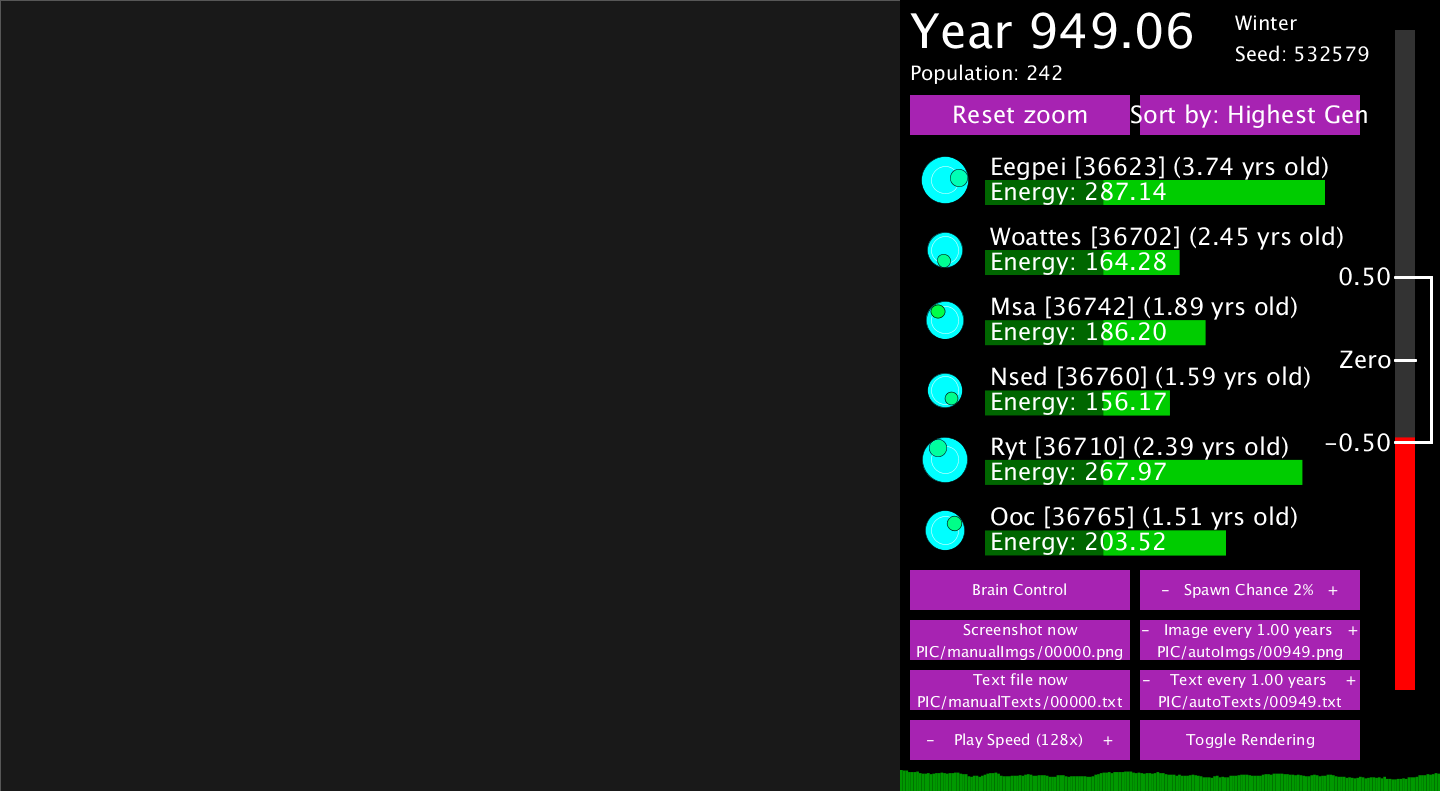 Year 949.06
Winter
Seed: 532579
Population: 242
Reset zoom
Sort by: Highest Gen
Eegpei [36623] (3.74 yrs old)
Energy: 287.14
Woattes [36702] (2.45 yrs old)
Energy: 164.28
0.50
Msa [36742] (1.89 yrs old)
Energy: 186.20
Zero
Nsed [36760] (1.59 yrs old)
Energy: 156.17
-0.50
Ryt [36710] (2.39 yrs old)
Energy: 267.97
Ooc [36765] (1.51 yrs old)
Energy: 203.52
Brain Control
- Spawn Chance 2% +
Screenshot now
PIC/manualImgs/00000.png
- Image every 1.00 years +
PIC/autoImgs/00949.png
Text file now
PIC/manualTexts/00000.txt
- Text every 1.00 years +
PIC/autoTexts/00949.txt
- Play Speed (128x) +
Toggle Rendering